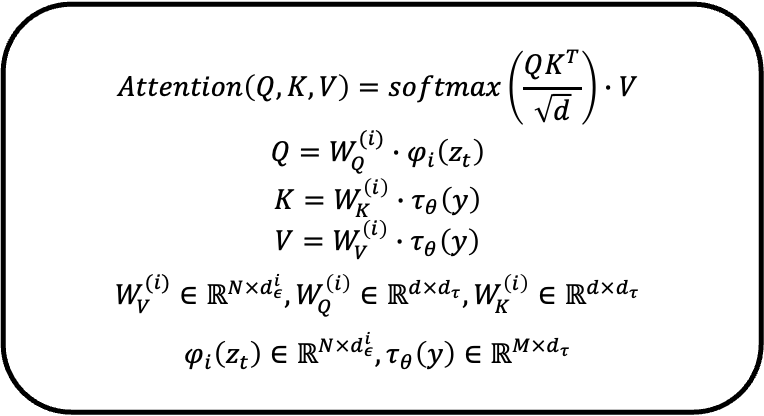 Attention(Q, K, V) = softmax(QK^T / √d) · V
Q = W_Q^(i) · φ_i(z_t)
K = W_K^(i) · τ_θ(y)
V = W_V^(i) · τ_θ(y)
W_V^(i) ∈ ℝ^(N×d_ϵ^i), W_Q^(i) ∈ ℝ^(d×d_τ), W_K^(i) ∈ ℝ^(d×d_τ)
φ_i(z_t) ∈ ℝ^(N×d_ϵ^i), τ_θ(y) ∈ ℝ^(M×d_τ)